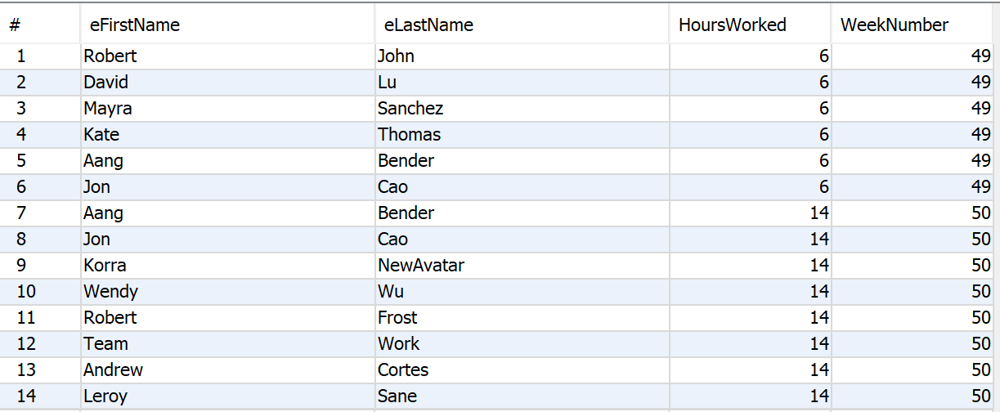 # eFirstName eLastName HoursWorked WeekNumber
1 Robert John 6 49
2 David Lu 6 49
3 Mayra Sanchez 6 49
4 Kate Thomas 6 49
5 Aang Bender 6 49
6 Jon Cao 6 49
7 Aang Bender 14 50
8 Jon Cao 14 50
9 Korra NewAvatar 14 50
10 Wendy Wu 14 50
11 Robert Frost 14 50
12 Team Work 14 50
13 Andrew Cortes 14 50
14 Leroy Sane 14 50